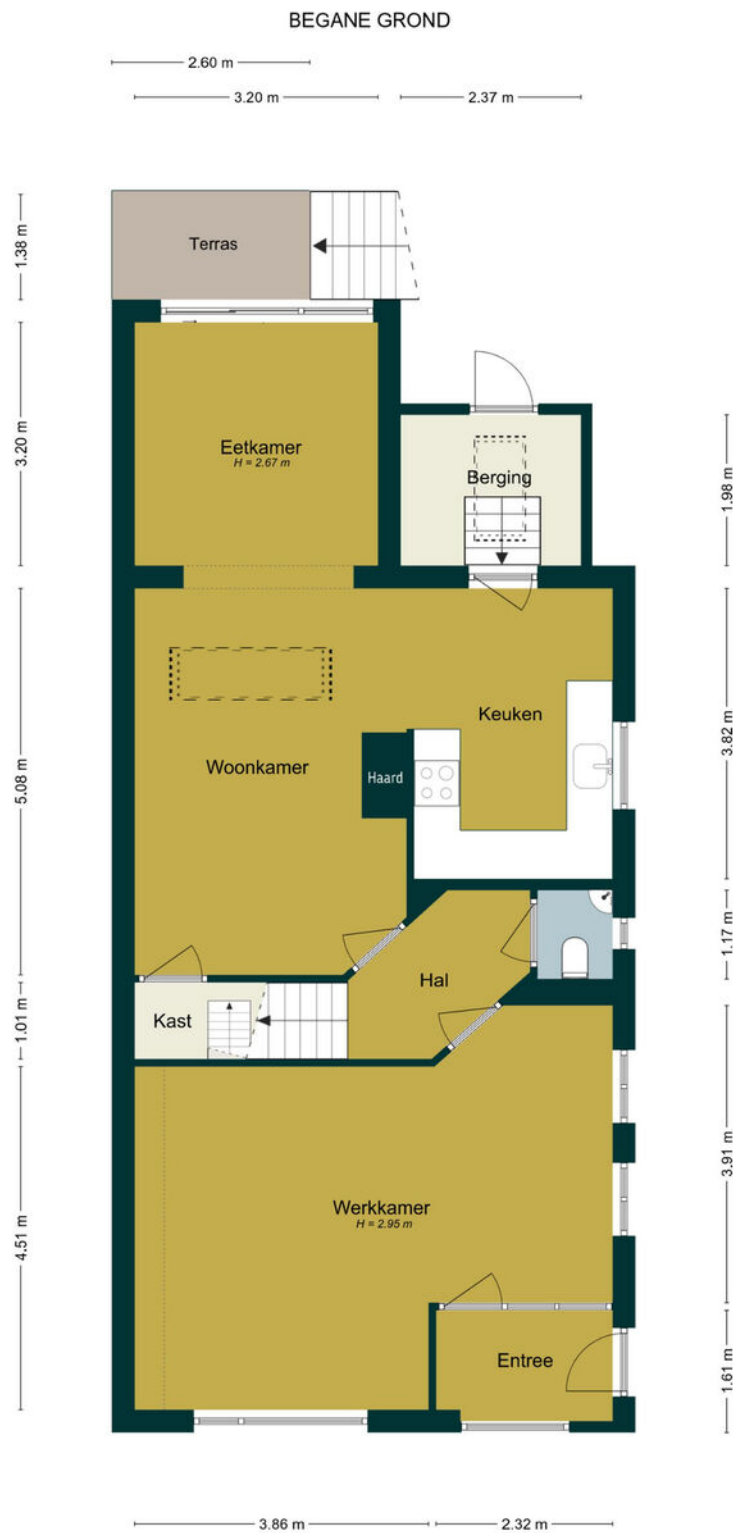 BEGANE GROND
2.60 m
3.20 m
2.37 m
1.38 m
Terras
3.20 m
Eetkamer
H = 2.67 m
Berging
1.98 m
Keuken
3.82 m
Woonkamer
Haard
5.08 m
1.17 m
Hal
Kast
1.01 m
3.91 m
Werkkamer
H = 2.95 m
4.51 m
Entree
1.61 m
3.86 m
2.32 m